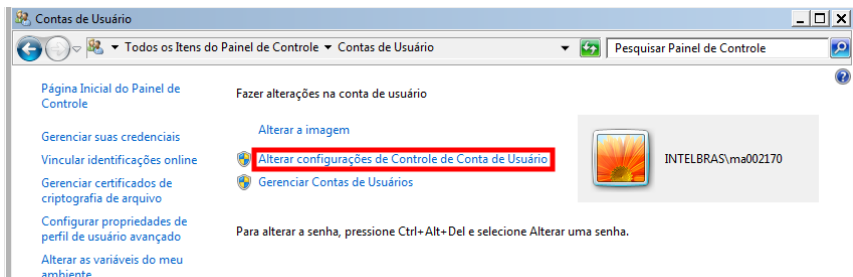 Contas de Usuário
Todos os Itens do Painel de Controle Contas de Usuário
Pesquisar Painel de Controle
Página Inicial do Painel de
Controle
Gerenciar suas credenciais
Vincular identificações online
Gerenciar certificados de
criptografia de arquivo
Configurar propriedades de
perfil de usuário avançado
Alterar as variáveis do meu
ambiente
Fazer alterações na conta de usuário
Alterar a imagem
Alterar configurações de Controle de Conta de Usuário
Gerenciar Contas de Usuários
INTELBRAS\ma002170
Para alterar a senha, pressione Ctrl+Alt+Del e selecione Alterar uma senha.